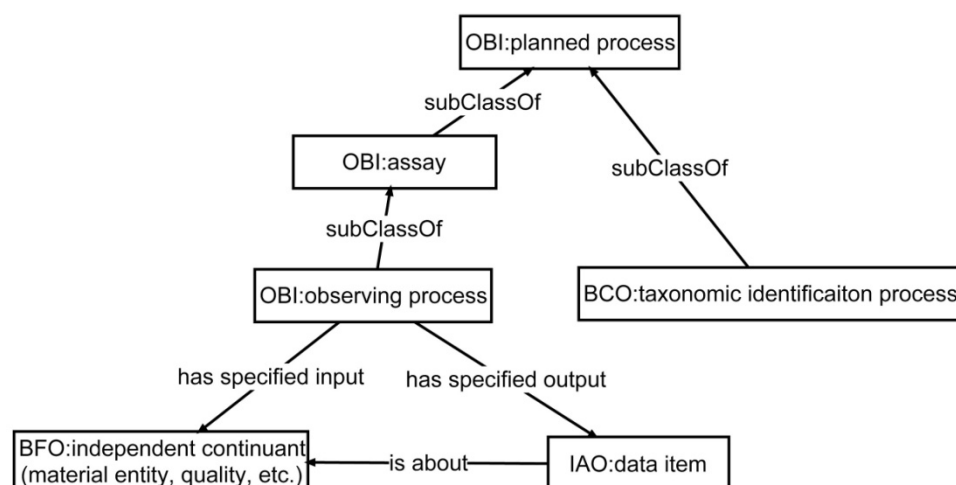 OBI:planned process
subClassOf
OBI:assay
subClassOf
subClassOf
OBI:observing process
BCO:taxonomic identificaiton process
has specified input
has specified output
BFO:independent continuant
(material entity, quality, etc.)
is about
IAO:data item